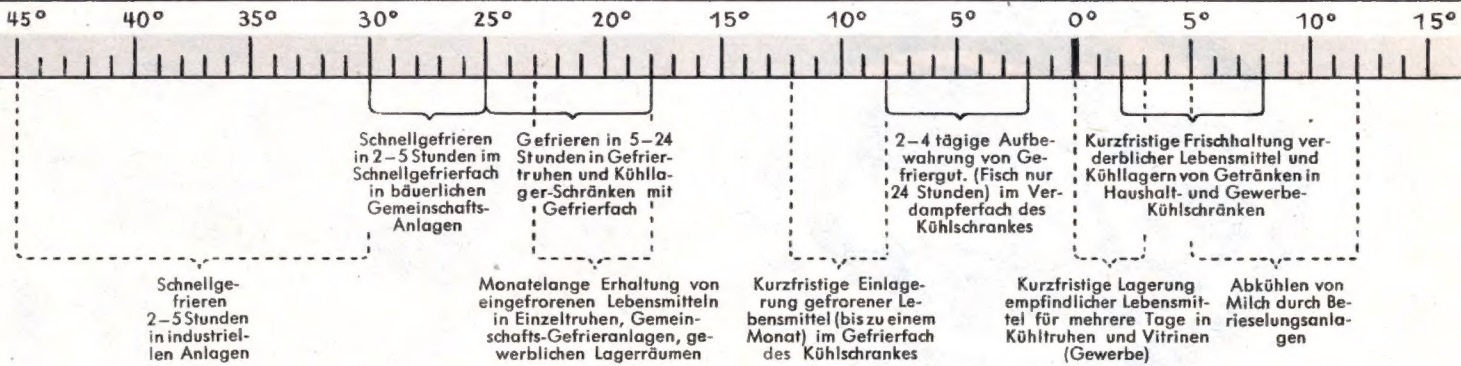 45° 40° 35° 30° 25° 20° 15° 10° 5° 0° 5° 10° 15°
Schnellgefrieren
in 2–5 Stunden im
Schnellgefrierfach
in bäuerlichen
Gemeinschafts-
Anlagen
Gefrieren in 5–24
Stunden in Gefrier-
truhen und Kühlla-
ger-Schränken mit
Gefrierfach
2–4 tägige Aufbe-
wahrung von Ge-
friergut. (Fisch nur
24 Stunden) im Ver-
dampferfach des
Kühlschrankes
Kurzfristige Frischhaltung ver-
derblicher Lebensmittel und
Kühllagern von Getränken in
Haushalt- und Gewerbe-
Kühlschränken
Schnellge-
frieren
2–5 Stunden
in industriel-
len Anlagen
Monatelange Erhaltung von
eingefrorenen Lebensmitteln
in Einzeltruhen, Gemein-
schafts-Gefrieranlagen, ge-
werblichen Lagerräumen
Kurzfristige Einlage-
rung gefrorener Le-
bensmittel (bis zu einem
Monat) im Gefrierfach
des Kühlschrankes
Kurzfristige Lagerung
empfindlicher Lebensmit-
tel für mehrere Tage in
Kühltruhen und Vitrinen
(Gewerbe)
Abkühlen von
Milch durch Be-
rieselungsanla-
gen